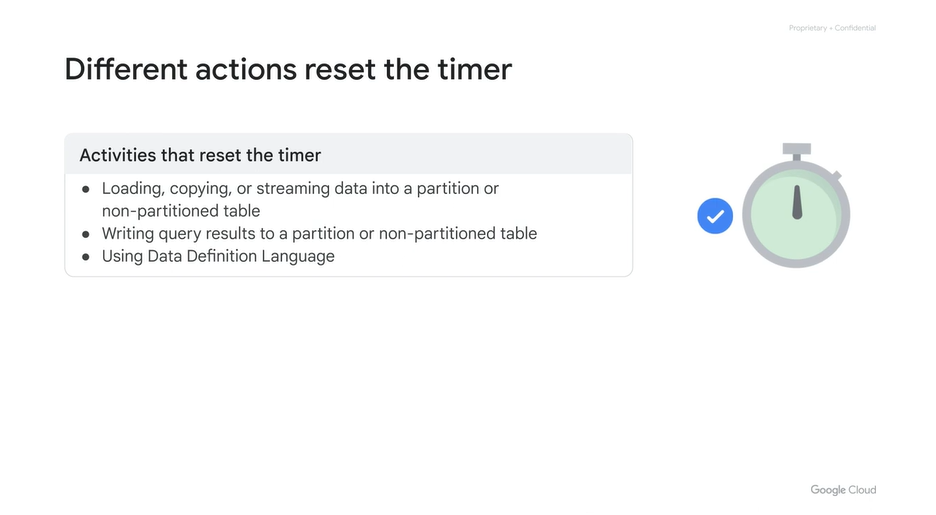 Proprietary + Confidential
Different actions reset the timer
Activities that reset the timer
● Loading, copying, or streaming data into a partition or
non-partitioned table
● Writing query results to a partition or non-partitioned table
● Using Data Definition Language
Google Cloud